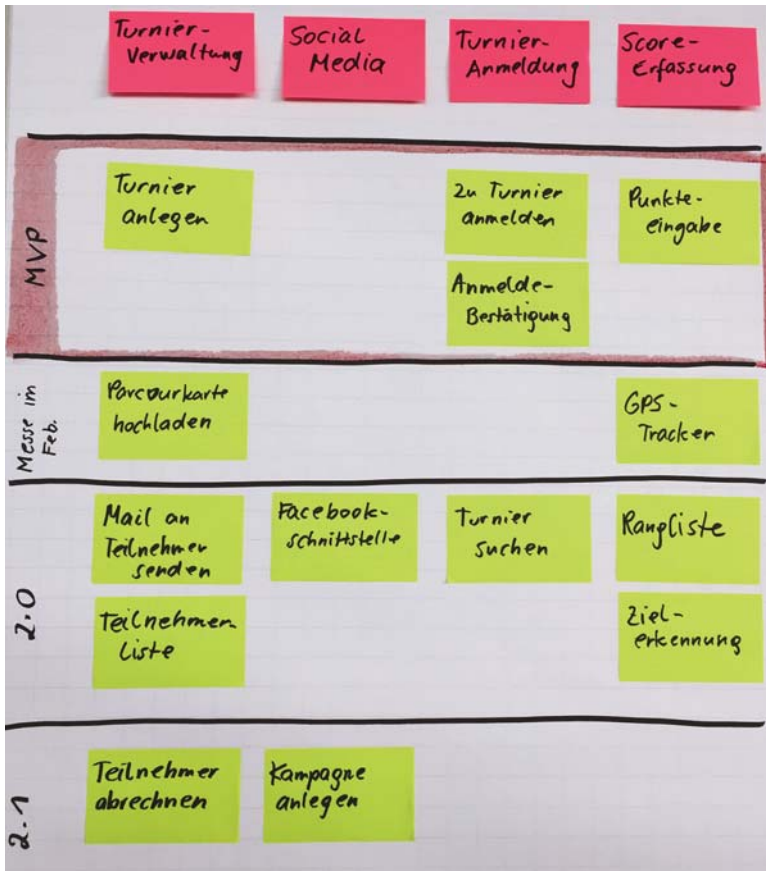 Turnier-
Verwaltung
Social
Media
Turnier-
Anmeldung
Score-
Erfassung
MVP
Turnier
anlegen
Zu Turnier
anmelden
Anmelde-
Bestätigung
Punkte-
eingabe
Messe im
Feb.
Parcourkarte
hochladen
GPS-
Tracker
2.0
Mail an
Teilnehmer
senden
Teilnehmer-
Liste
Facebook-
schnittstelle
Turnier
suchen
Rangliste
Ziel-
erkennung
2.1
Teilnehmer
abrechnen
Kampagne
anlegen